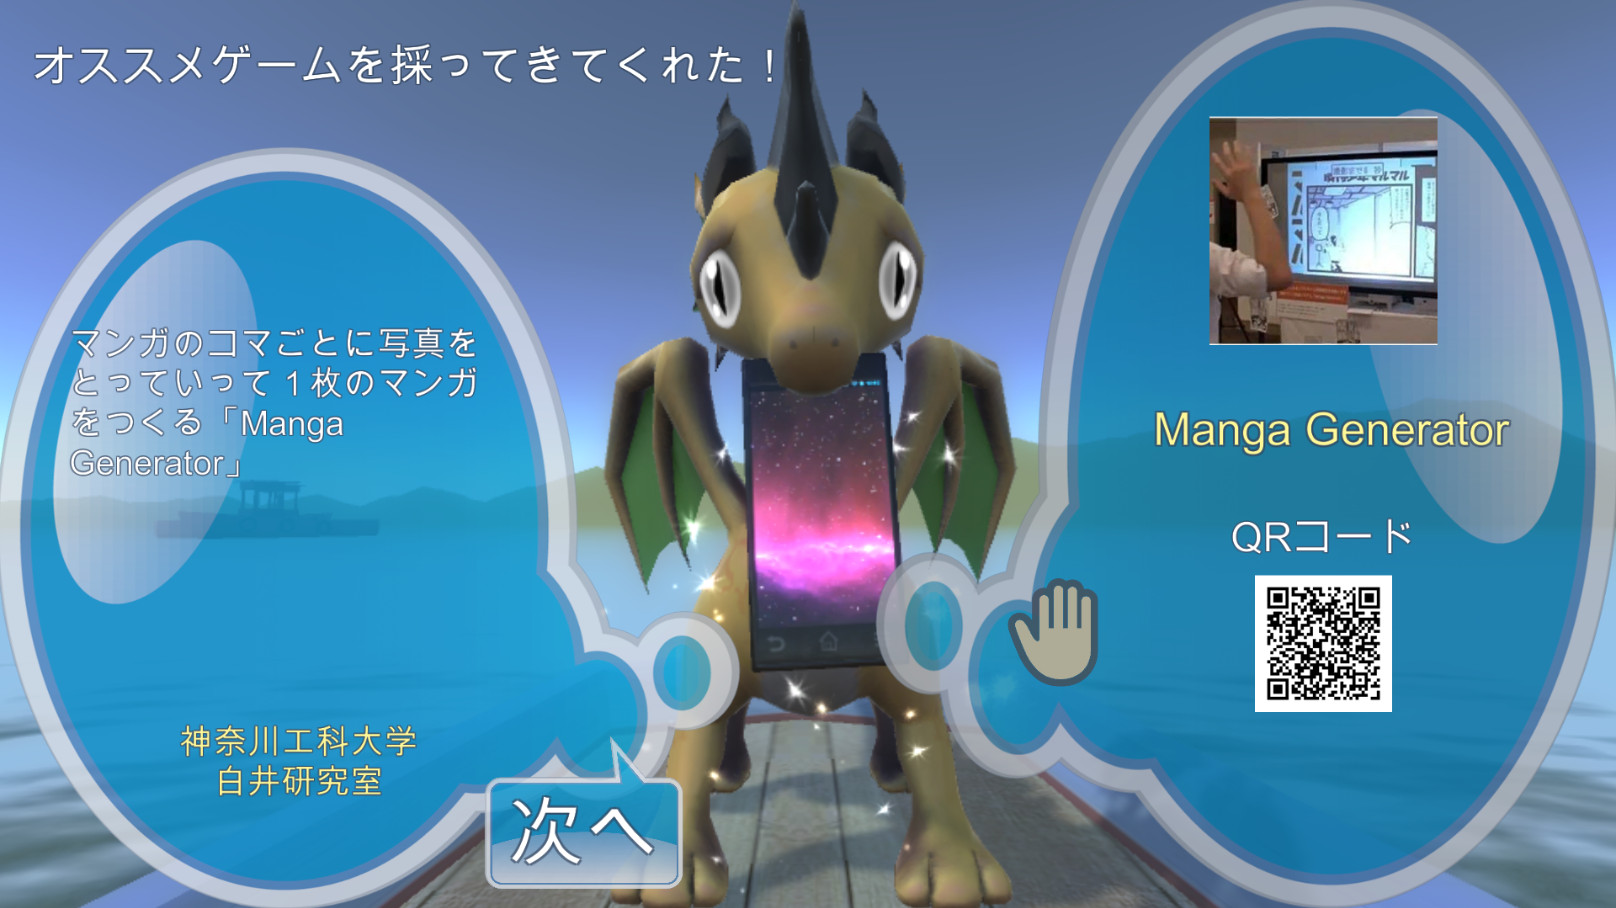 オススメゲームを採ってきてくれた！
マンガのコマごとに写真を
とっていって１枚のマンガ
をつくる「Manga
Generator」
神奈川工科大学
白井研究室
次へ
Manga Generator
QRコード